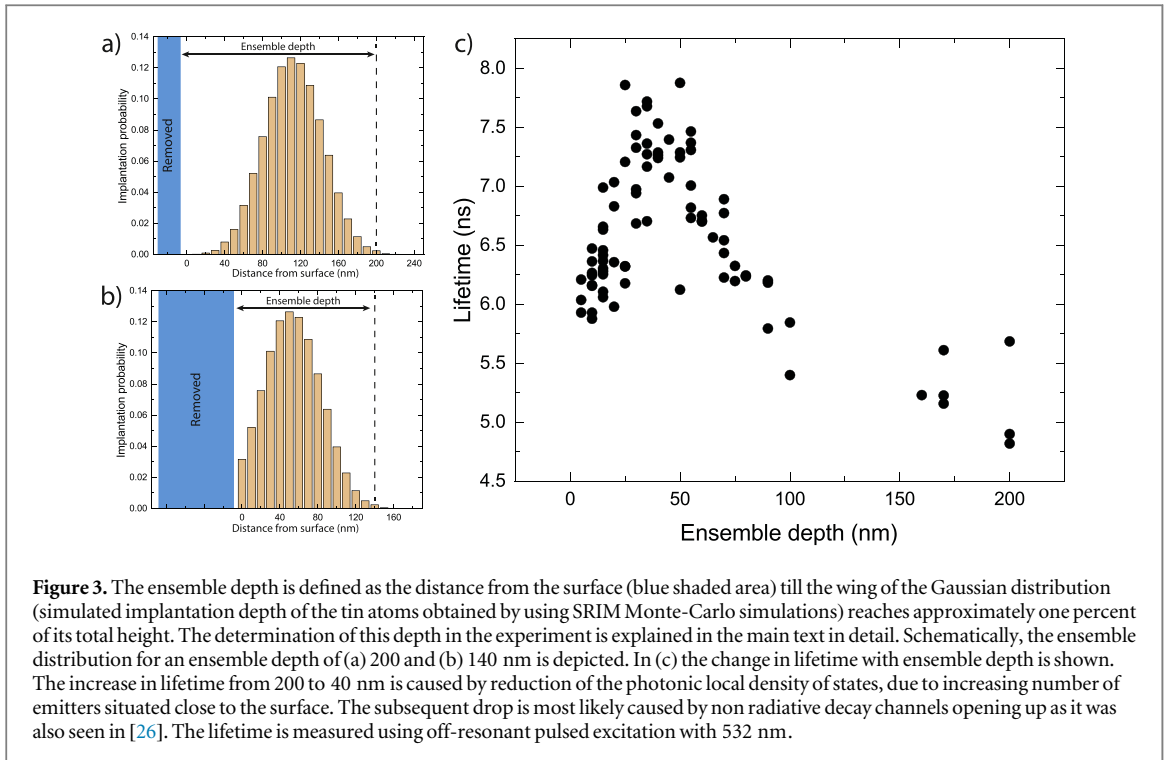 a)
Ensemble depth
0.14
0.12
0.10
0.08
0.06
0.04
0.02
0.00
Implantation probability
Removed
0
40
80
120
160
200
240
Distance from surface (nm)
b)
Ensemble depth
0.14
0.12
0.10
0.08
0.06
0.04
0.02
0.00
Implantation probability
Removed
0
40
80
120
160
Distance from surface (nm)
c)
8.0
7.5
7.0
6.5
6.0
5.5
5.0
4.5
Lifetime (ns)
0
50
100
150
200
Ensemble depth (nm)
Figure 3. The ensemble depth is defined as the distance from the surface (blue shaded area) till the wing of the Gaussian distribution
(simulated implantation depth of the tin atoms obtained by using SRIM Monte-Carlo simulations) reaches approximately one percent
of its total height. The determination of this depth in the experiment is explained in the main text in detail. Schematically, the ensemble
distribution for an ensemble depth of (a) 200 and (b) 140 nm is depicted. In (c) the change in lifetime with ensemble depth is shown.
The increase in lifetime from 200 to 40 nm is caused by reduction of the photonic local density of states, due to increasing number of
emitters situated close to the surface. The subsequent drop is most likely caused by non radiative decay channels opening up as it was
also seen in [26]. The lifetime is measured using off-resonant pulsed excitation with 532 nm.